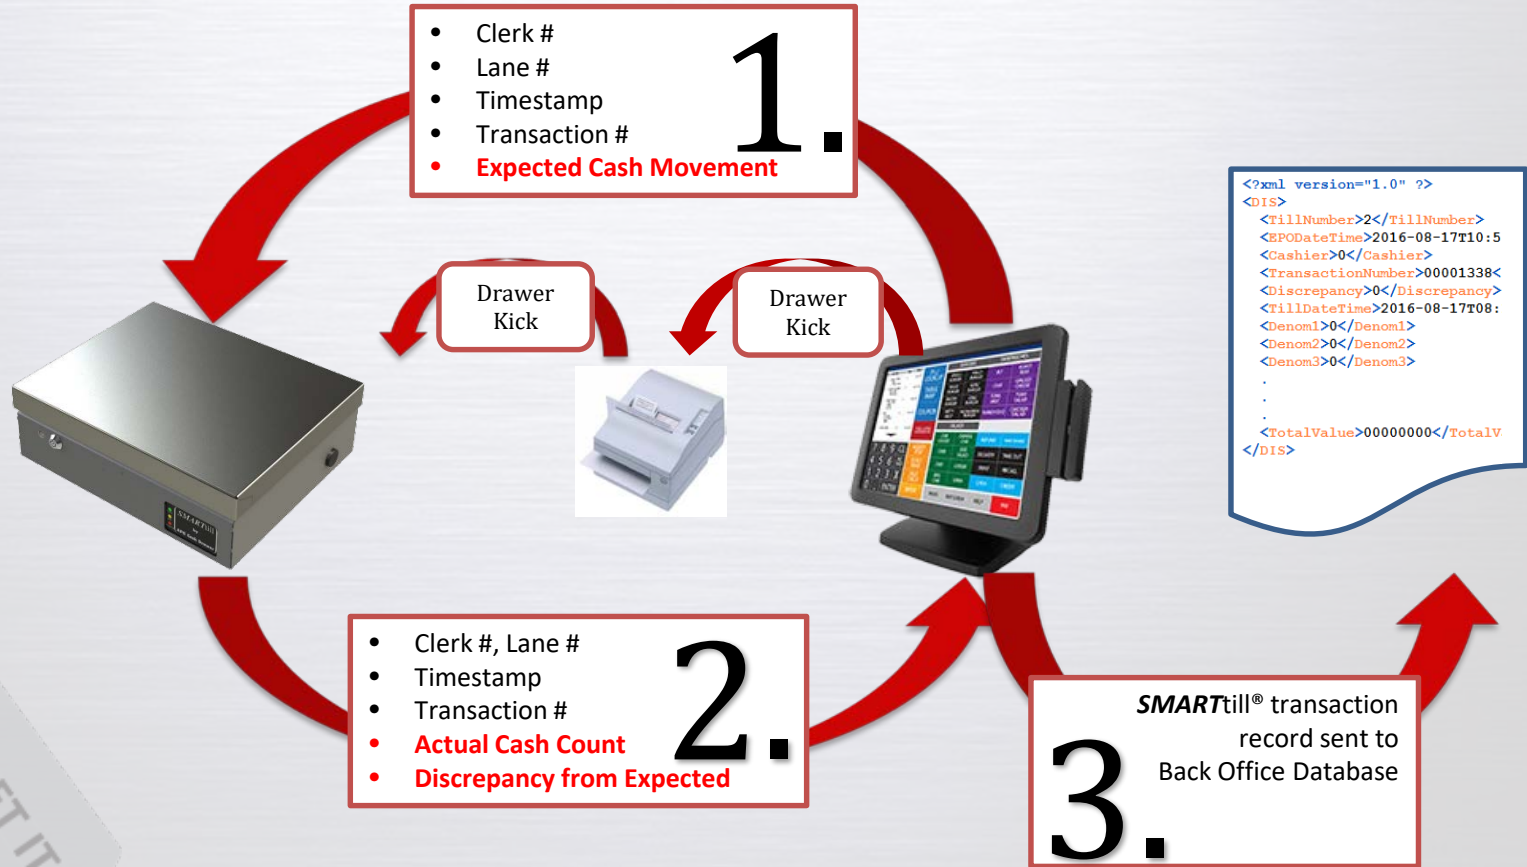 • Clerk #
• Lane #
• Timestamp
• Transaction #
• Expected Cash Movement
1.
Drawer
Kick
Drawer
Kick
<?xml version="1.0" ?>
<DIS>
<TillNumber>2</TillNumber>
<EPODateTime>2016-08-17T10:5
<Cashier>0</Cashier>
<TransactionNumber>00001338<
<Discrepancy>0</Discrepancy>
<TillDateTime>2016-08-17T08:
<Denom1>0</Denom1>
<Denom2>0</Denom2>
<Denom3>0</Denom3>
.
.
.
<TotalValue>00000000</TotalV
</DIS>
SMARTtill
• Clerk #, Lane #
• Timestamp
• Transaction #
• Actual Cash Count
• Discrepancy from Expected
2.
SMARTtill® transaction
record sent to
Back Office Database
3.
ET IT